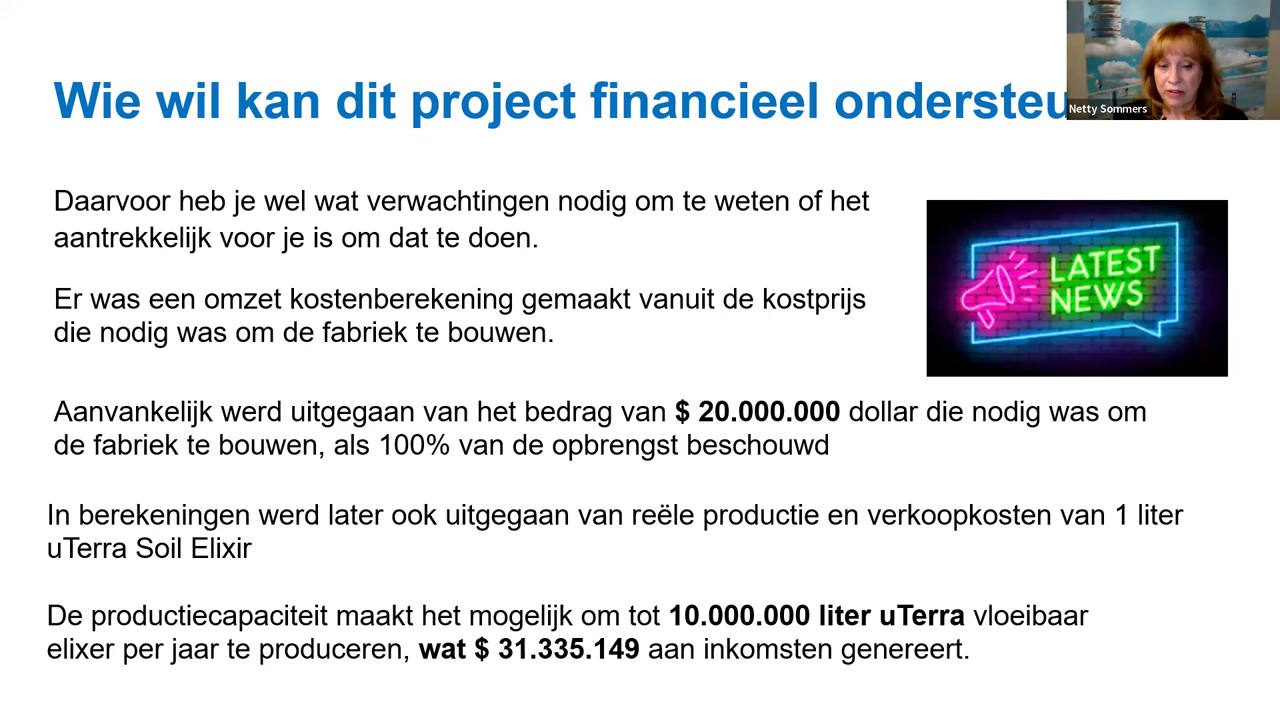 Wie wil kan dit project financieel ondersteu
Netty Sommers
Daarvoor heb je wel wat verwachtingen nodig om te weten of het
aantrekkelijk voor je is om dat te doen.
Er was een omzet kostenberekening gemaakt vanuit de kostprijs
die nodig was om de fabriek te bouwen.
LATEST
NEWS
Aanvankelijk werd uitgegaan van het bedrag van $ 20.000.000 dollar die nodig was om
de fabriek te bouwen, als 100% van de opbrengst beschouwd
In berekeningen werd later ook uitgegaan van reële productie en verkoopkosten van 1 liter
uTerra Soil Elixir
De productiecapaciteit maakt het mogelijk om tot 10.000.000 liter uTerra vloeibaar
elixer per jaar te produceren, wat $ 31.335.149 aan inkomsten genereert.